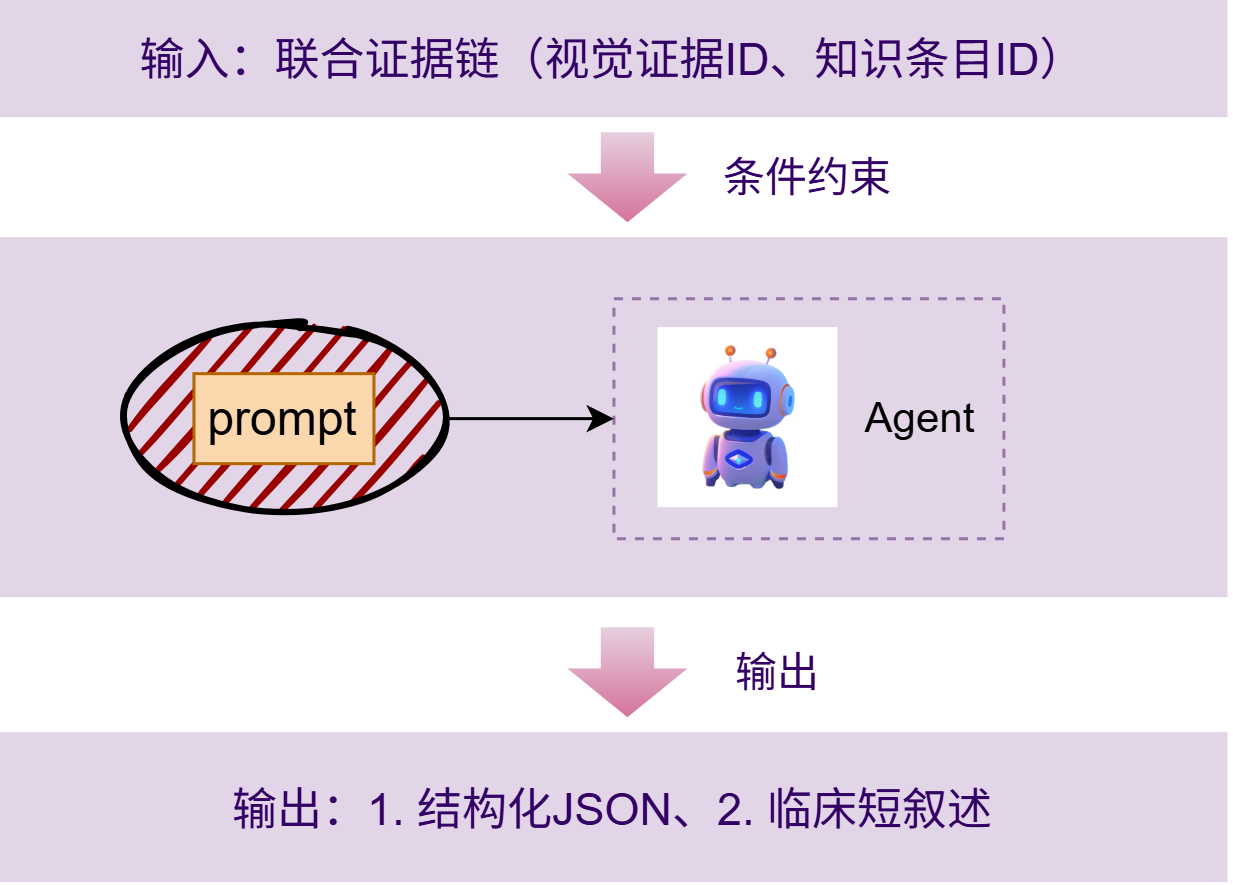 输入：联合证据链（视觉证据ID、知识条目ID）
条件约束
prompt
Agent
输出
输出：1. 结构化JSON、2. 临床短叙述